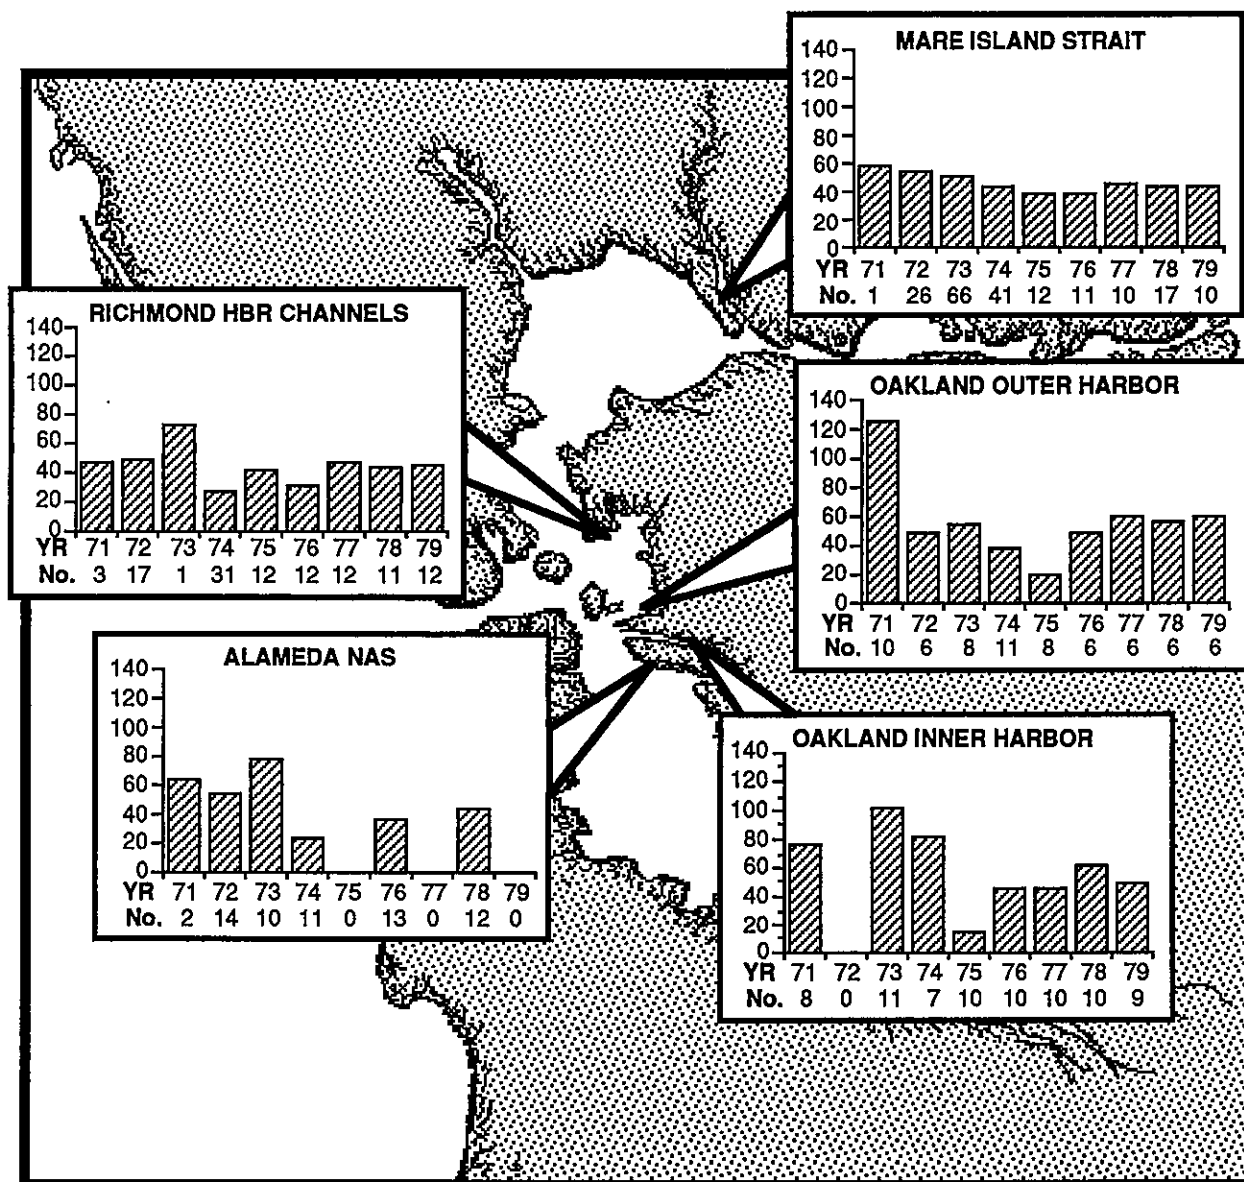 MARE ISLAND STRAIT
140
120
100
80
60
40
20
0
YR 71 72 73 74 75 76 77 78 79
No. 1 26 66 41 12 11 10 17 10
RICHMOND HBR CHANNELS
140
120
100
80
60
40
20
0
YR 71 72 73 74 75 76 77 78 79
No. 3 17 1 31 12 12 12 11 12
OAKLAND OUTER HARBOR
140
120
100
80
60
40
20
0
YR 71 72 73 74 75 76 77 78 79
No. 10 6 8 11 8 6 6 6 6
ALAMEDA NAS
140
120
100
80
60
40
20
0
YR 71 72 73 74 75 76 77 78 79
No. 2 14 10 11 0 13 0 12 0
OAKLAND INNER HARBOR
140
120
100
80
60
40
20
0
YR 71 72 73 74 75 76 77 78 79
No. 8 0 11 7 10 10 10 10 9